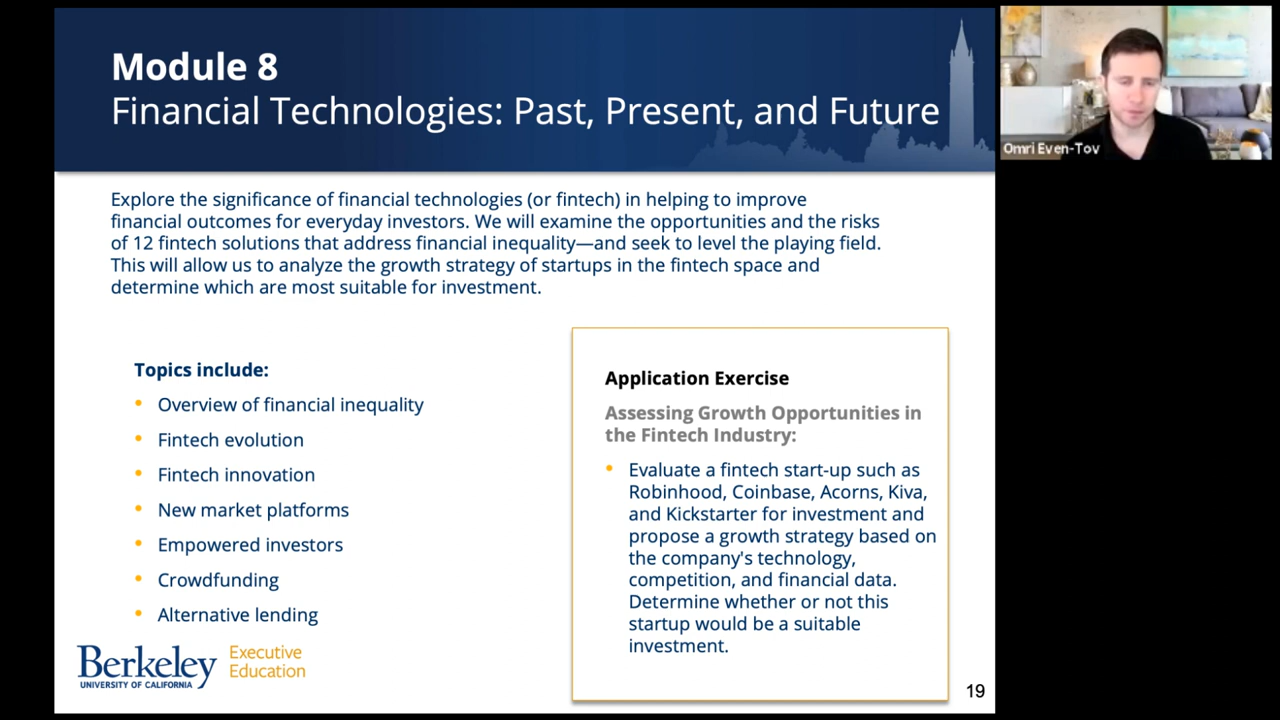 Module 8
Financial Technologies: Past, Present, and Future
Omri Even-Tov
Explore the significance of financial technologies (or fintech) in helping to improve
financial outcomes for everyday investors. We will examine the opportunities and the risks
of 12 fintech solutions that address financial inequality—and seek to level the playing field.
This will allow us to analyze the growth strategy of startups in the fintech space and
determine which are most suitable for investment.
Topics include:
• Overview of financial inequality
• Fintech evolution
• Fintech innovation
• New market platforms
• Empowered investors
• Crowdfunding
• Alternative lending
Application Exercise
Assessing Growth Opportunities in
the Fintech Industry:
• Evaluate a fintech start-up such as
Robinhood, Coinbase, Acorns, Kiva,
and Kickstarter for investment and
propose a growth strategy based on
the company's technology,
competition, and financial data.
Determine whether or not this
startup would be a suitable
investment.
Berkeley
UNIVERSITY OF CALIFORNIA
Executive
Education
19